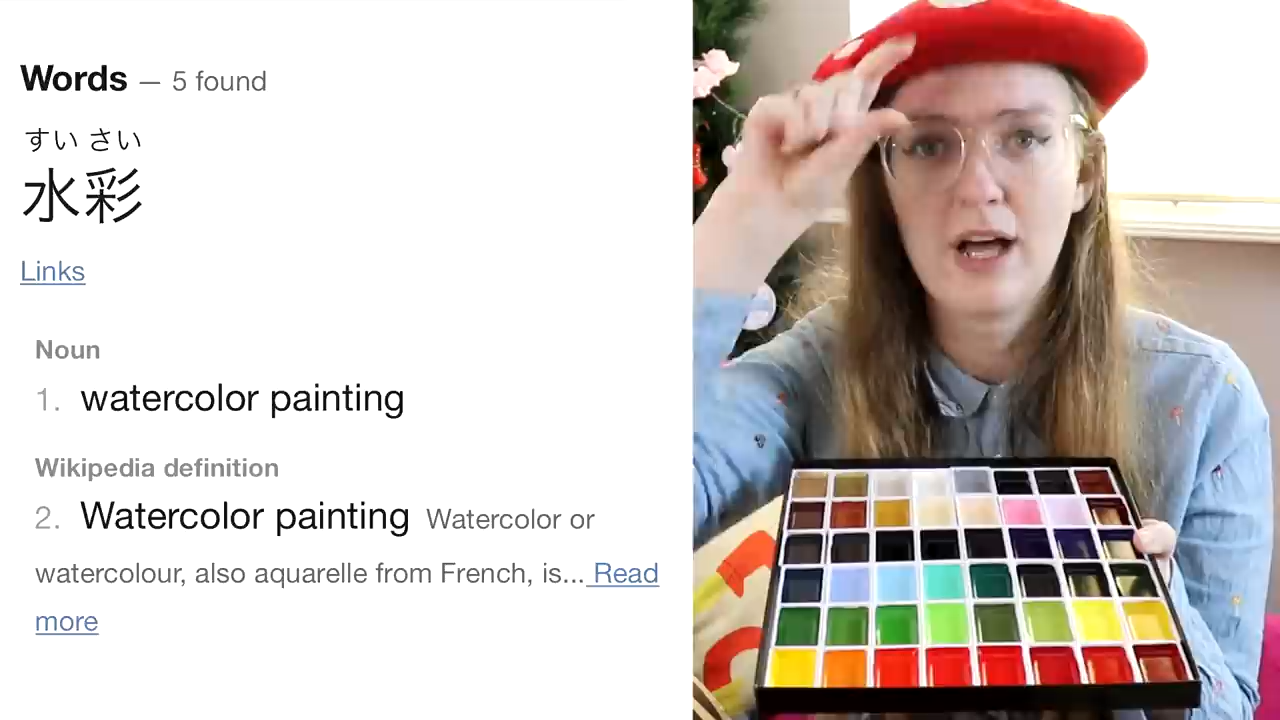 Words — 5 found
すい さい
水彩
Links
Noun
1. watercolor painting
Wikipedia definition
2. Watercolor painting Watercolor or
watercolour, also aquarelle from French, is... Read
more